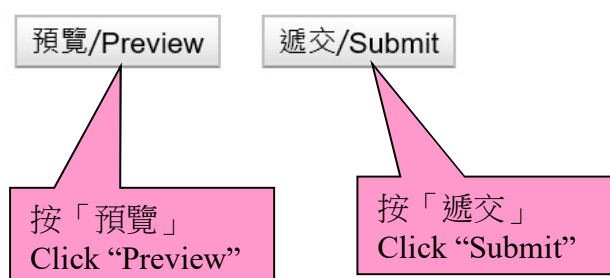 預覽/Preview
遞交/Submit
按「預覽」
Click “Preview”
按「遞交」
Click “Submit”